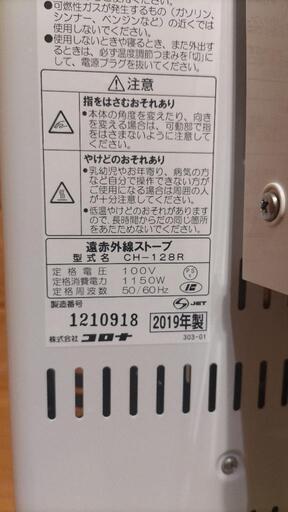 ●可燃性ガスが発生するもの(ガソリン、
シンナー、ベンジンなど)の近くでは
使用しないでください。
●使用しないときや寝るとき、また外出す
るときは、必ず温度調節つまみを「切」に
して、電源プラグを抜いてください。
⚠注意
指をはさむおそれあり
●本体の角度を変えたり、向き
を変える場合は、可動部で指
をはさまないように注意して
ください。
やけどのおそれあり
●乳幼児やお年寄り、病気の方
など自分で操作できない方が
ご使用になる場合は周囲の人
が十分注意してください。
●低温やけどのおそれがあるの
で、長時間からだの同じ箇所
をあたためないでください。
遠赤外線ストーブ
型式名 CH-128R
定格電圧 100V
定格消費電力 1150W
定格周波数 50/60Hz
PSE
JET
製造番号
1210918 2019年製
株式会社 コロナ 303-01